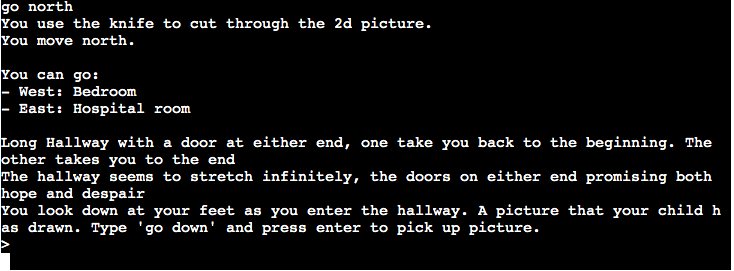 go north
You use the knife to cut through the 2d picture.
You move north.
You can go:
- West: Bedroom
- East: Hospital room
Long Hallway with a door at either end, one take you back to the beginning. The
other takes you to the end
The hallway seems to stretch infinitely, the doors on either end promising both
hope and despair
You look down at your feet as you enter the hallway. A picture that your child h
as drawn. Type 'go down' and press enter to pick up picture.
>